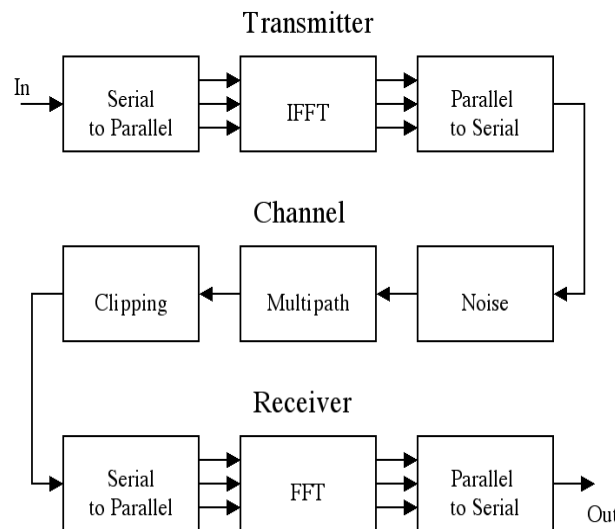 Transmitter
In
Serial
to Parallel
IFFT
Parallel
to Serial
Channel
Clipping
Multipath
Noise
Receiver
Serial
to Parallel
FFT
Parallel
to Serial
Out